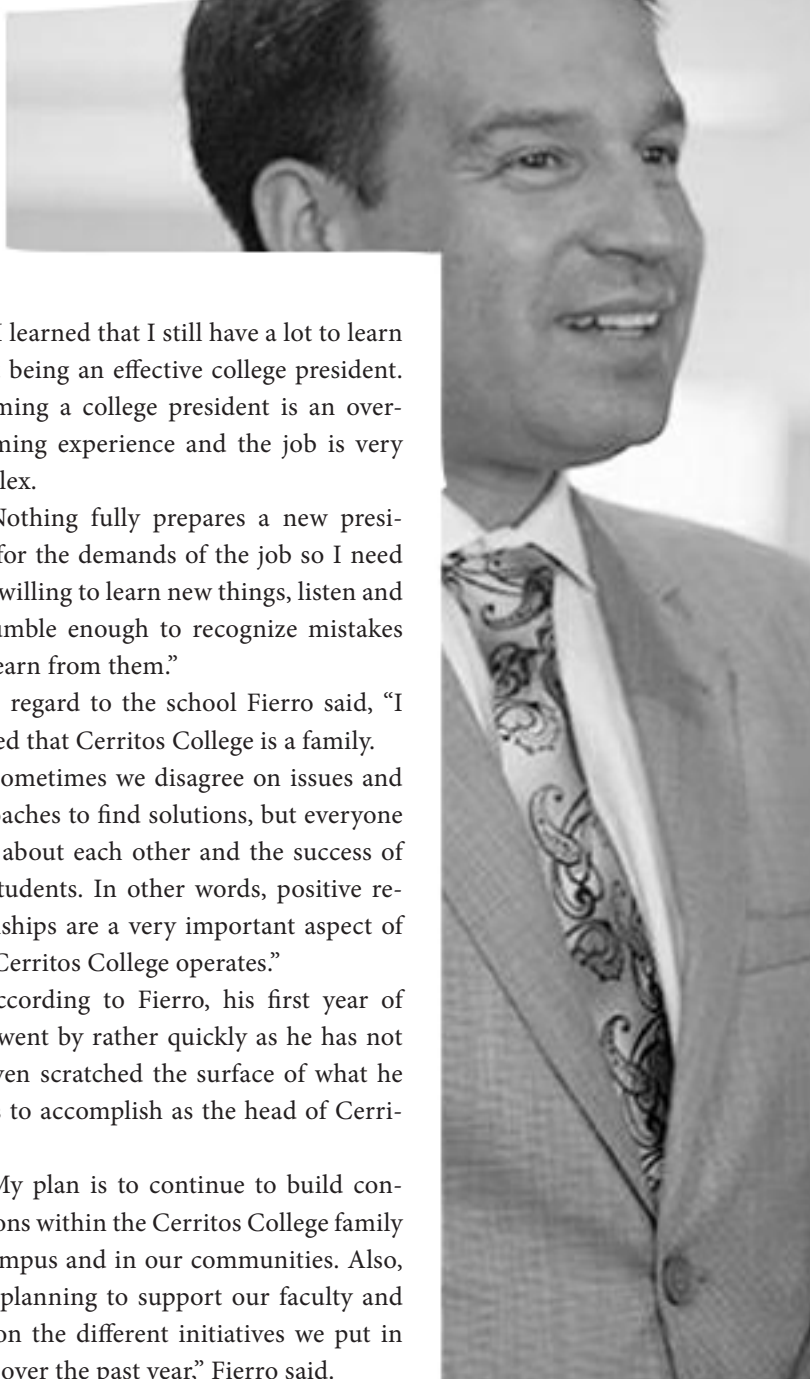 I learned that I still have a lot to learn
being an effective college president.
ming a college president is an over-
ming experience and the job is very
lex.
Nothing fully prepares a new presi-
for the demands of the job so I need
willing to learn new things, listen and
umble enough to recognize mistakes
earn from them.”
regard to the school Fierro said, “I
ed that Cerritos College is a family.
ometimes we disagree on issues and
oaches to find solutions, but everyone
about each other and the success of
tudents. In other words, positive re-
nships are a very important aspect of
Cerritos College operates.”
ccording to Fierro, his first year of
went by rather quickly as he has not
ven scratched the surface of what he
s to accomplish as the head of Cerri-
My plan is to continue to build con-
ons within the Cerritos College family
mpus and in our communities. Also,
planning to support our faculty and
on the different initiatives we put in
over the past year,” Fierro said.